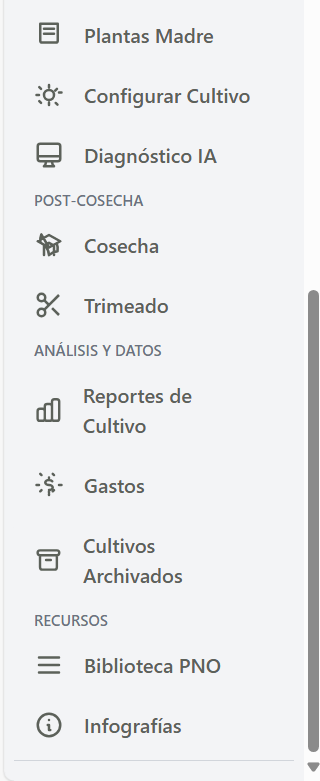 Plantas Madre
Configurar Cultivo
Diagnóstico IA
POST-COSECHA
Cosecha
Trimeado
ANÁLISIS Y DATOS
Reportes de
Cultivo
Gastos
Cultivos
Archivados
RECURSOS
Biblioteca PNO
Infografías